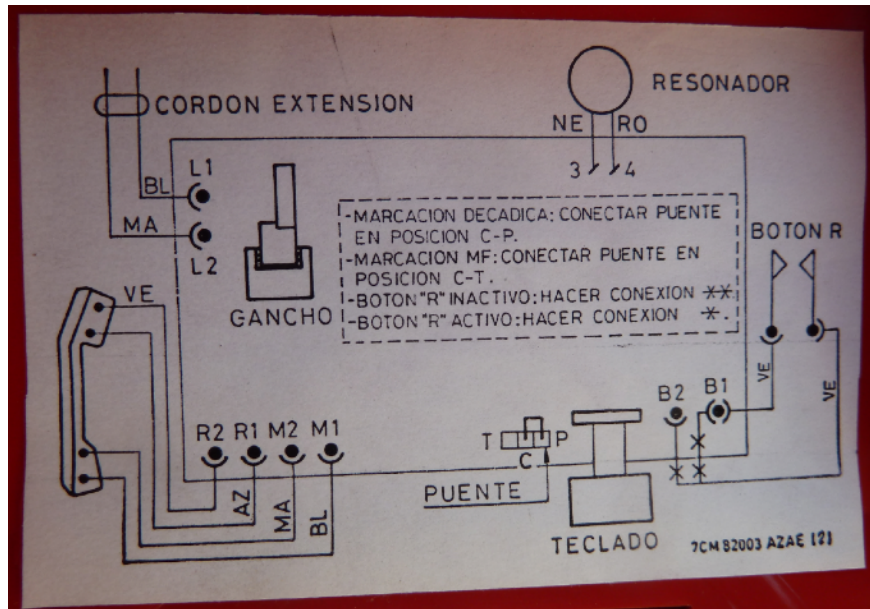 CORDON EXTENSION
RESONADOR
NE RO
3 4
L1
BL
MA
L2
GANCHO
-MARCACION DECADICA: CONECTAR PUENTE
EN POSICION C-P.
-MARCACION MF: CONECTAR PUENTE EN
POSICION C-T.
-BOTON "R" INACTIVO: HACER CONEXION **.
-BOTON "R" ACTIVO: HACER CONEXION *.
BOTON R
VE
VE
VE
B2 B1
R2 R1 M2 M1
AZ
MA
BL
T P
C
PUENTE
TECLADO
7CM 82003 AZAE